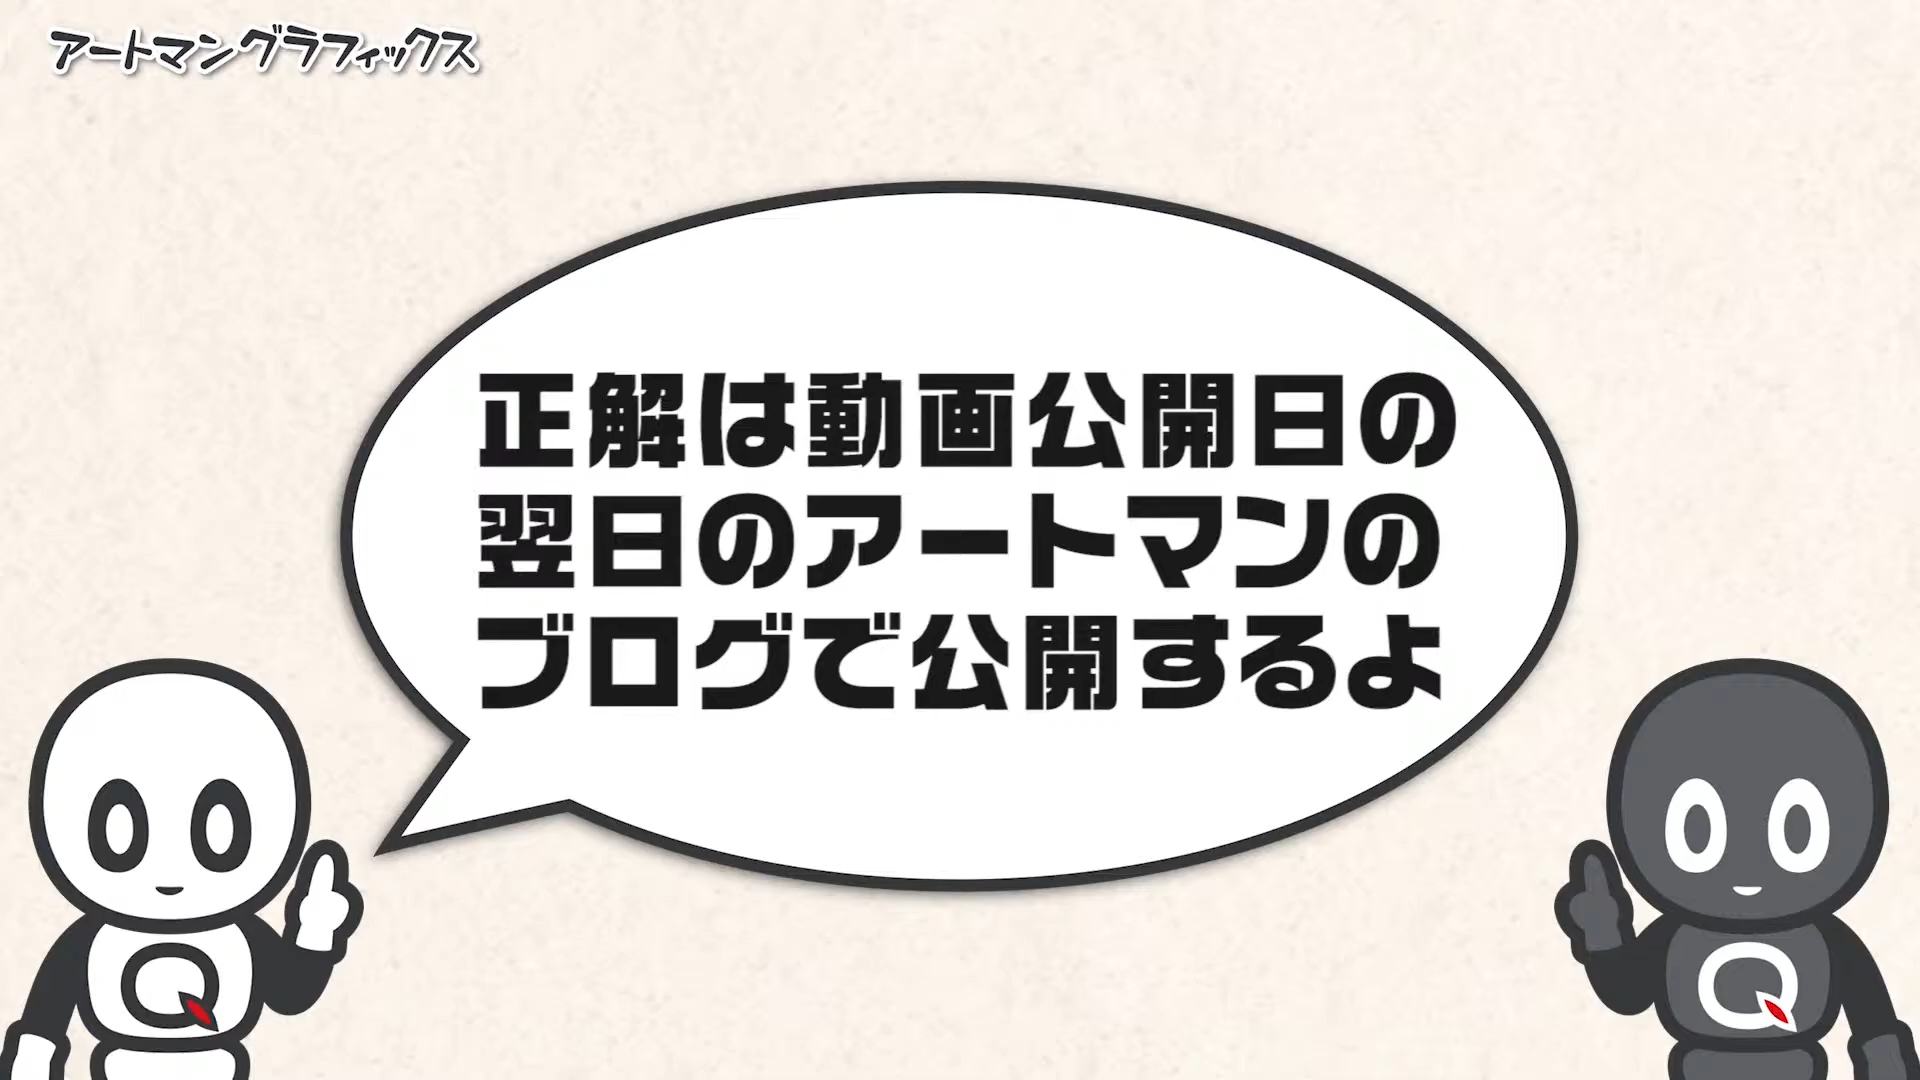 アートマングラフィックス
正解は動画公開日の
翌日のアートマンの
ブログで公開するよ
Q
Q